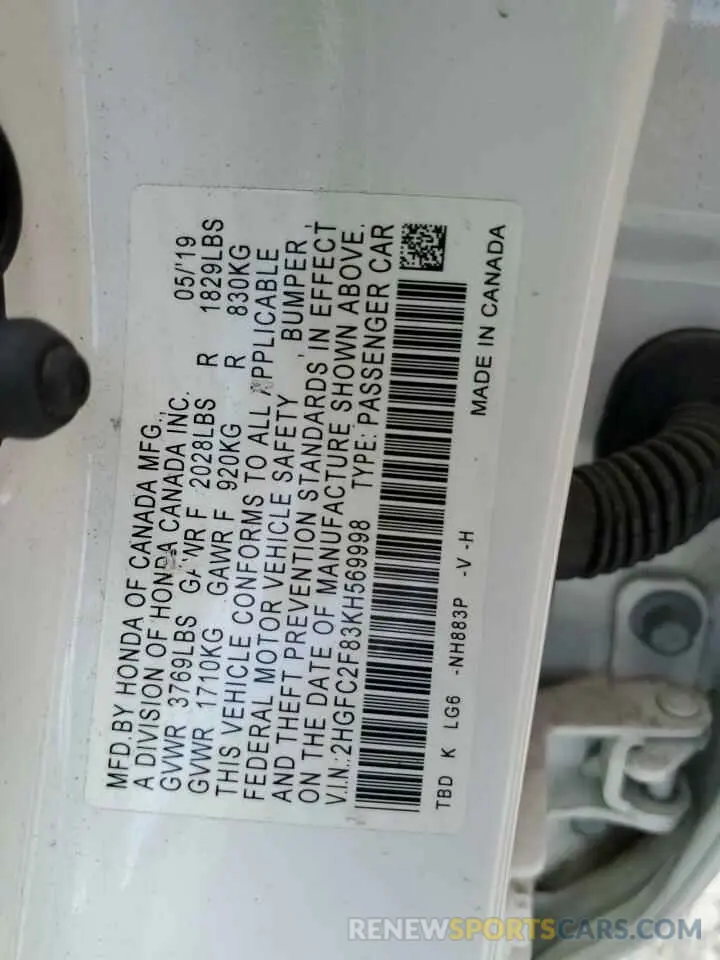 MFD.BY HONDA OF CANADA MFG.,
A DIVISION OF HONDA CANADA INC. 05/'19
GVWR 3769LBS GAWR F 2028LBS R 1829LBS
GVWR 1710KG GAWR F 920KG R 830KG
THIS VEHICLE CONFORMS TO ALL APPLICABLE
FEDERAL MOTOR VEHICLE SAFETY , BUMPER ,
AND THEFT PREVENTION STANDARDS IN EFFECT
ON THE DATE OF MANUFACTURE SHOWN ABOVE.
V.I.N.:2HGFC2F83KH569998 TYPE: PASSENGER CAR
TBD K LG6 -NH883P -V -H MADE IN CANADA
RENEWSPORTSCARS.COM